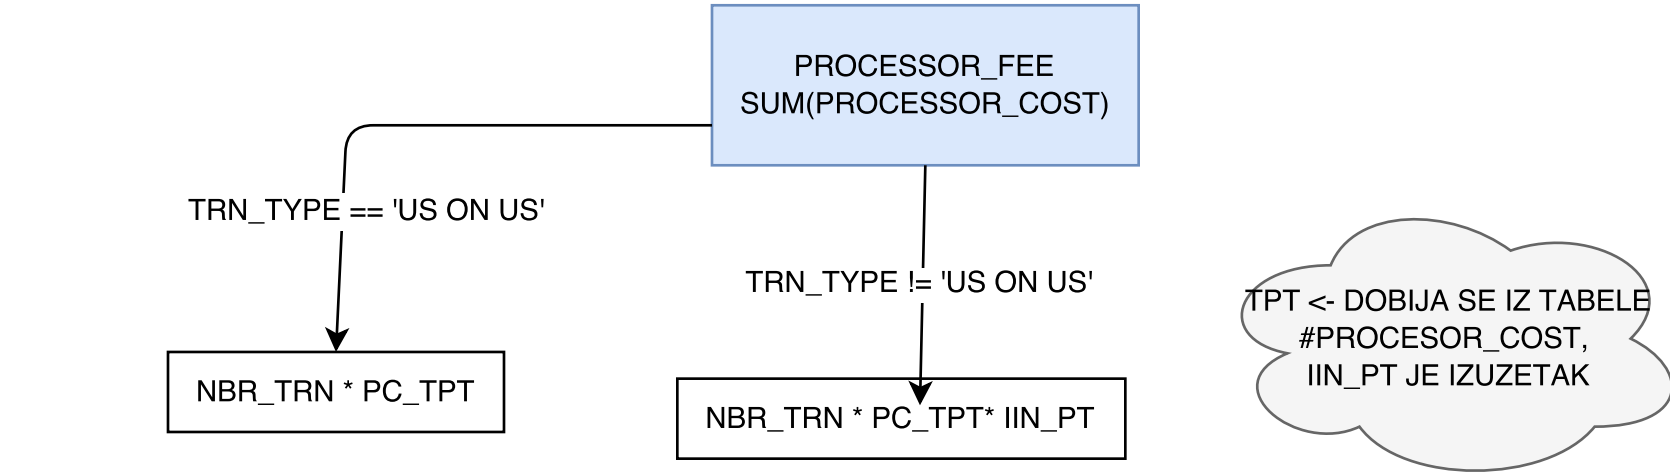 PROCESSOR_FEE
SUM(PROCESSOR_COST)
TRN_TYPE == 'US ON US'
TRN_TYPE != 'US ON US'
NBR_TRN * PC_TPT
NBR_TRN * PC_TPT* IIN_PT
TPT <- DOBIJA SE IZ TABELE
#PROCESOR_COST,
IIN_PT JE IZUZETAK